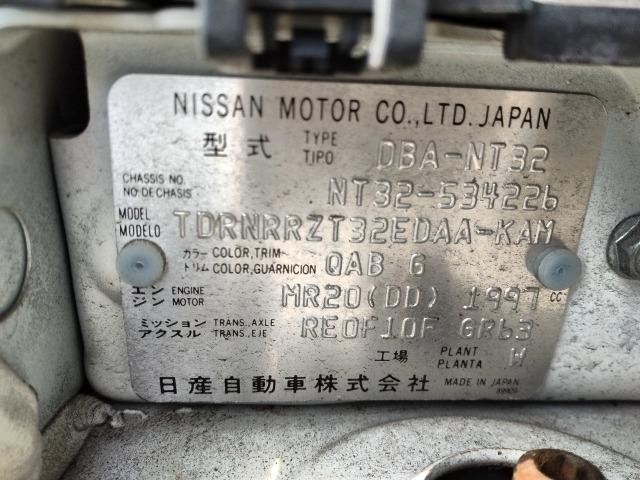 NISSAN MOTOR CO.,LTD. JAPAN
型式 TYPE TIPO DBA-NT32
CHASSIS NO. NO. DE CHASIS NT32-534226
MODEL MODELO TDRNRRZT32EDAA-KAM
カラー COLOR,TRIM トリム COLOR,GUARNICION QAB G
エンジン ENGINE MOTOR MR20(DD) 1997 CC
ミッション TRANS.,AXLE アクスル TRANS.,EJE RE0F10F GR63
工場 PLANT PLANTA W
日産自動車株式会社 MADE IN JAPAN